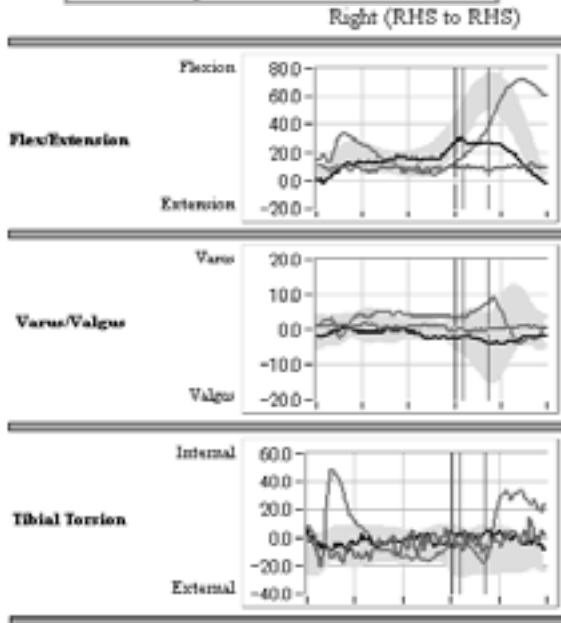 Right (RHS to RHS)
Flexion
80.0
60.0
40.0
Flex/Extension
20.0
0.0
Extension
-20.0
Varus
20.0
10.0
Varus/Valgus
0.0
-10.0
Valgus
-20.0
Internal
60.0
40.0
20.0
Tibial Torsion
0.0
-20.0
External
-40.0